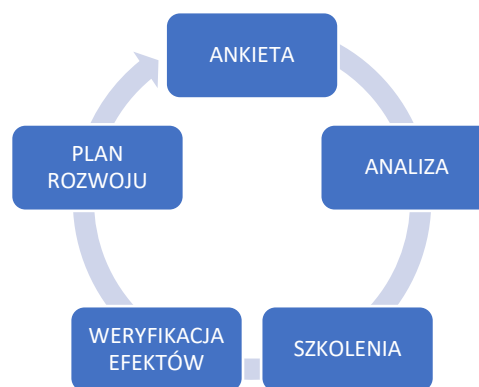 ANKIETA
ANALIZA
SZKOLENIA
WERYFIKACJA
EFEKTÓW
PLAN
ROZWOJU